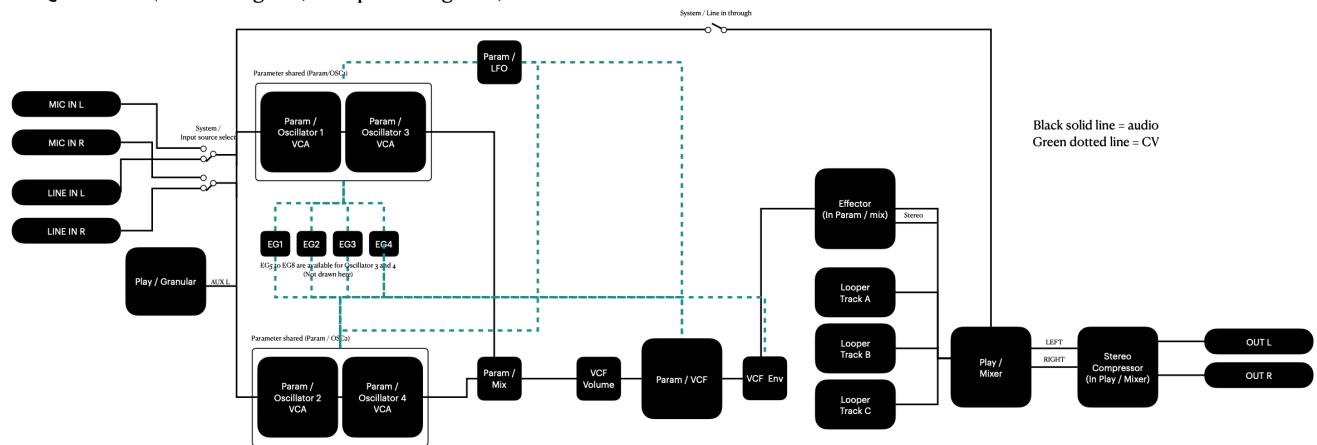 System / Line in through
Param /
LFO
Parameter shared (Param/OSC1)
MIC IN L
MIC IN R
LINE IN L
LINE IN R
System /
Input source select
Param /
Oscillator 1
VCA
Param /
Oscillator 3
VCA
Black solid line = audio
Green dotted line = CV
Effector
(In Param / mix)
Stereo
EG1
EG2
EG3
EG4
EG5 to EG8 are available for Oscillator 3 and 4
(Not drawn here)
Play / Granular
AUX L
Looper
Track A
Looper
Track B
Looper
Track C
Parameter shared (Param / OSC2)
Param /
Oscillator 2
VCA
Param /
Oscillator 4
VCA
Param /
Mix
VCF
Volume
Param / VCF
VCF Env
Play /
Mixer
LEFT
RIGHT
Stereo
Compressor
(In Play / Mixer)
OUT L
OUT R